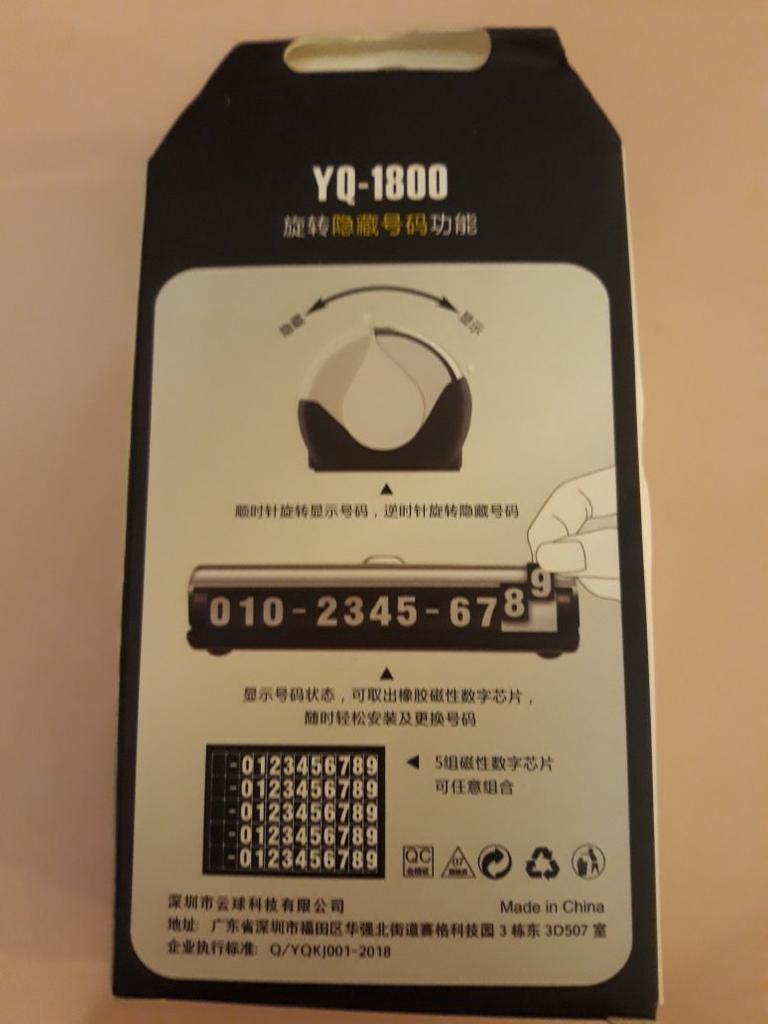 YQ-1800
旋转隐藏号码功能
隐藏
显示
顺时针旋转显示号码，逆时针旋转隐藏号码
010-2345-6789
显示号码状态，可取出橡胶磁性数字芯片，
随时轻松安装及更换号码
-0123456789
-0123456789
-0123456789
-0123456789
-0123456789
5组磁性数字芯片
可任意组合
QC
合格证
07
深圳市云球科技有限公司
Made in China
地址: 广东省深圳市福田区华强北街道赛格科技园 3 栋东 3D507 室
企业执行标准: Q/YQKJ001-2018